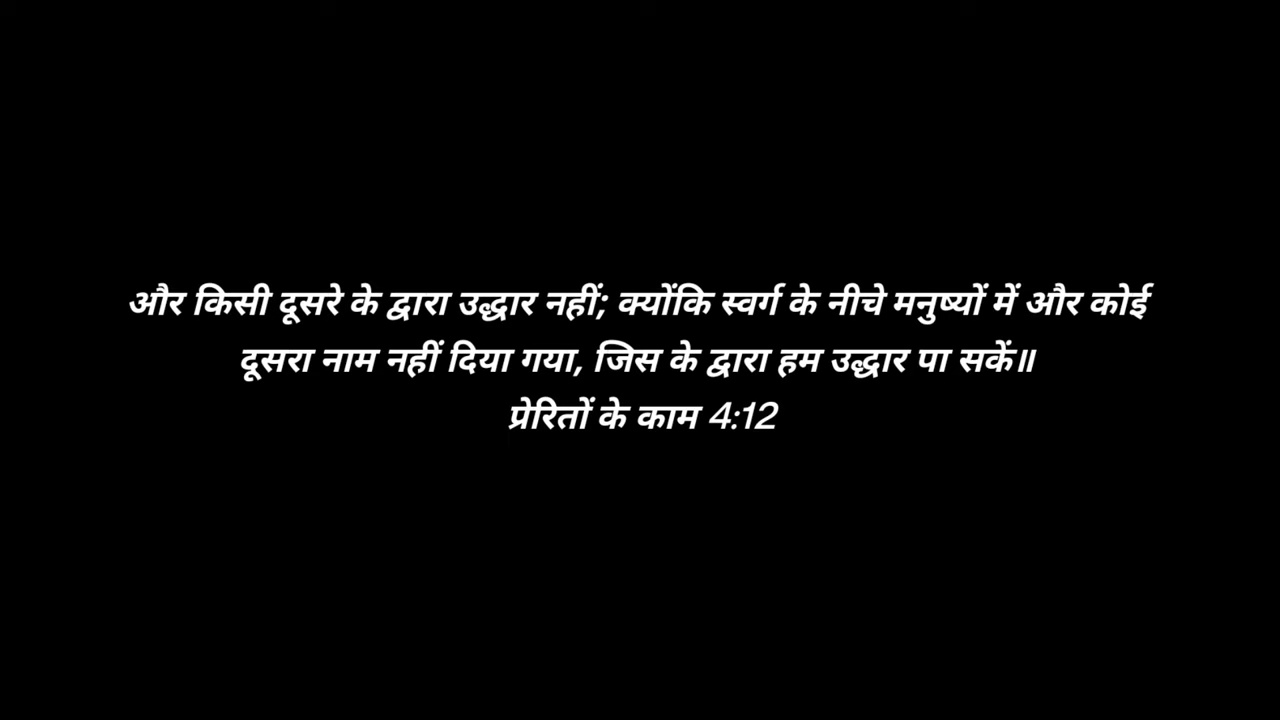 और किसी दूसरे के द्वारा उद्धार नहीं; क्योंकि स्वर्ग के नीचे मनुष्यों में और कोई
दूसरा नाम नहीं दिया गया, जिस के द्वारा हम उद्धार पा सकें॥
प्रेरितों के काम 4:12